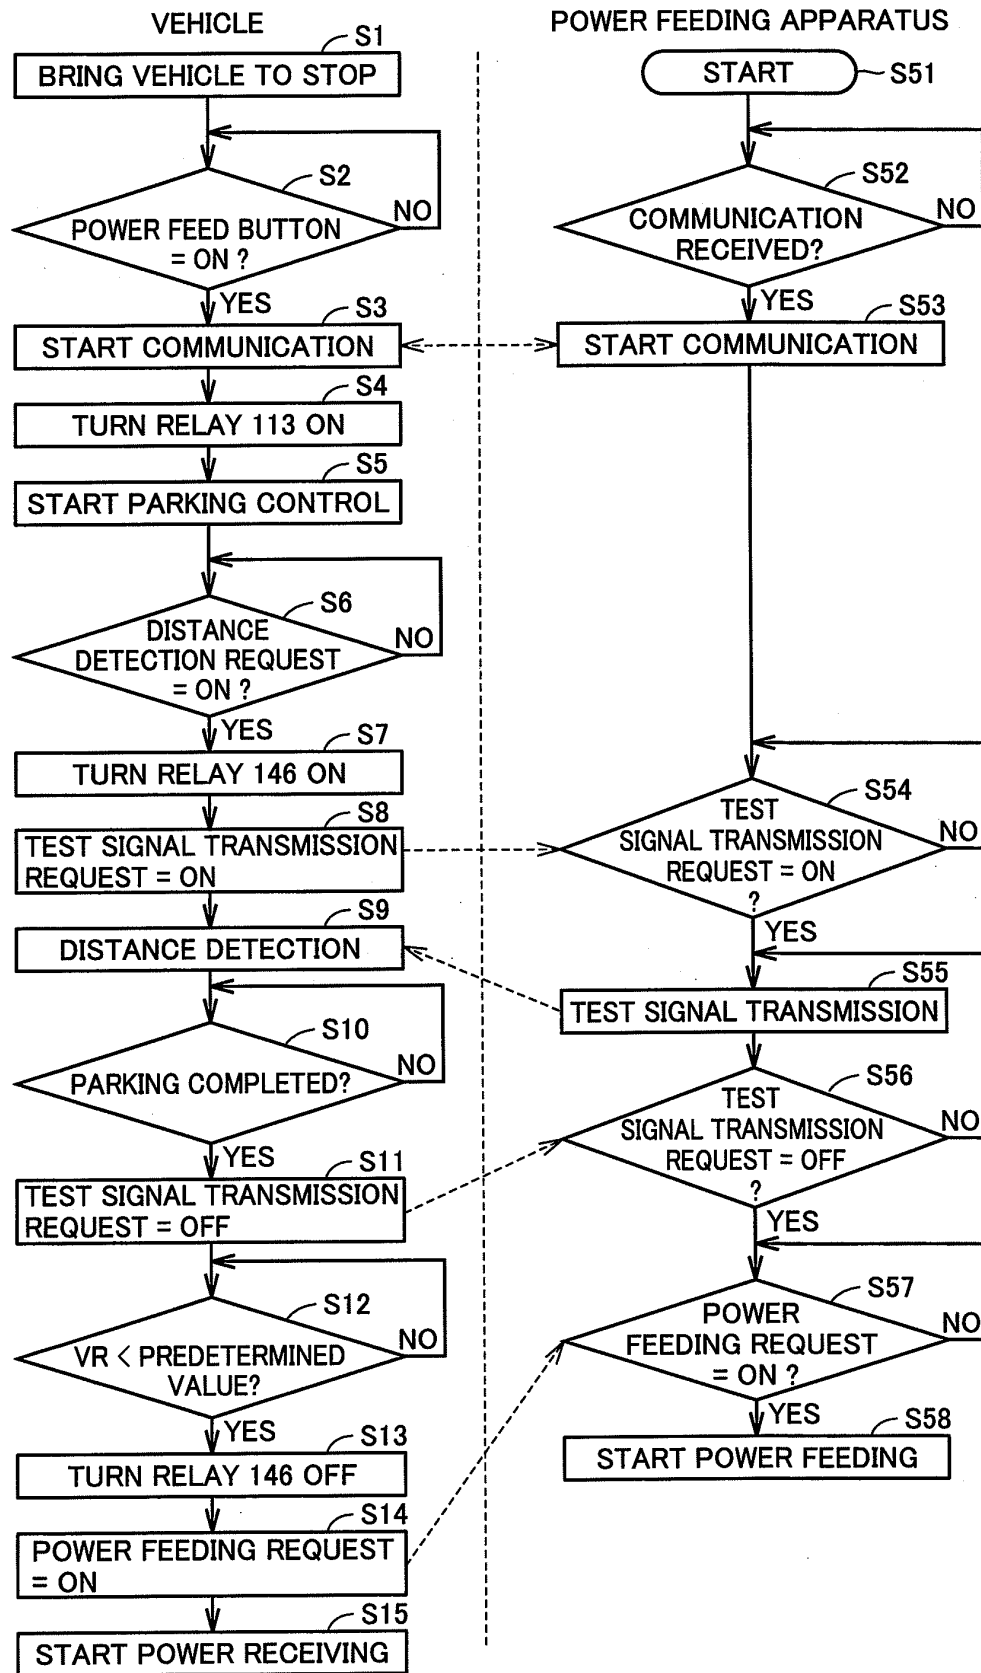 VEHICLE
S1
BRING VEHICLE TO STOP
S2
POWER FEED BUTTON
= ON ?
NO
YES
S3
START COMMUNICATION
S4
TURN RELAY 113 ON
S5
START PARKING CONTROL
S6
DISTANCE
DETECTION REQUEST
= ON ?
NO
YES
S7
TURN RELAY 146 ON
S8
TEST SIGNAL TRANSMISSION
REQUEST = ON
S9
DISTANCE DETECTION
S10
PARKING COMPLETED?
NO
YES
S11
TEST SIGNAL TRANSMISSION
REQUEST = OFF
S12
VR < PREDETERMINED
VALUE?
NO
YES
S13
TURN RELAY 146 OFF
S14
POWER FEEDING REQUEST
= ON
S15
START POWER RECEIVING
POWER FEEDING APPARATUS
START
S51
S52
COMMUNICATION
RECEIVED?
NO
YES
S53
START COMMUNICATION
S54
TEST
SIGNAL TRANSMISSION
REQUEST = ON
?
NO
YES
S55
TEST SIGNAL TRANSMISSION
S56
TEST
SIGNAL TRANSMISSION
REQUEST = OFF
?
NO
YES
S57
POWER
FEEDING REQUEST
= ON ?
NO
YES
S58
START POWER FEEDING